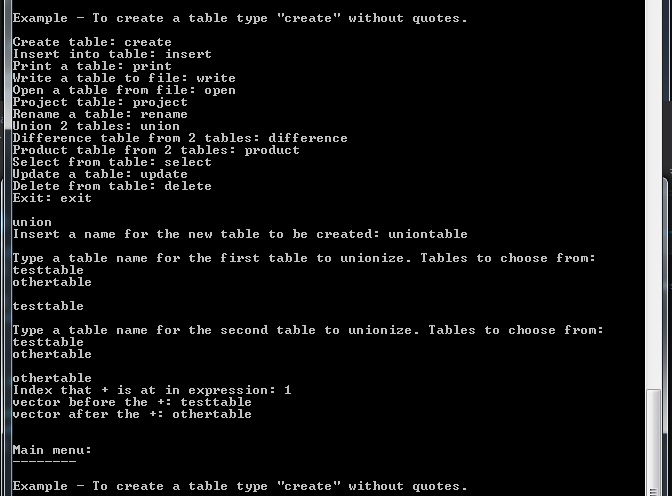 Example - To create a table type "create" without quotes.
Create table: create
Insert into table: insert
Print a table: print
Write a table to file: write
Open a table from file: open
Project table: project
Rename a table: rename
Union 2 tables: union
Difference table from 2 tables: difference
Product table from 2 tables: product
Select from table: select
Update a table: update
Delete from table: delete
Exit: exit
union
Insert a name for the new table to be created: uniontable
Type a table name for the first table to unionize. Tables to choose from:
testtable
othertable
testtable
Type a table name for the second table to unionize. Tables to choose from:
testtable
othertable
othertable
Index that + is at in expression: 1
vector before the +: testtable
vector after the +: othertable
Main menu:
--------
Example - To create a table type "create" without quotes.